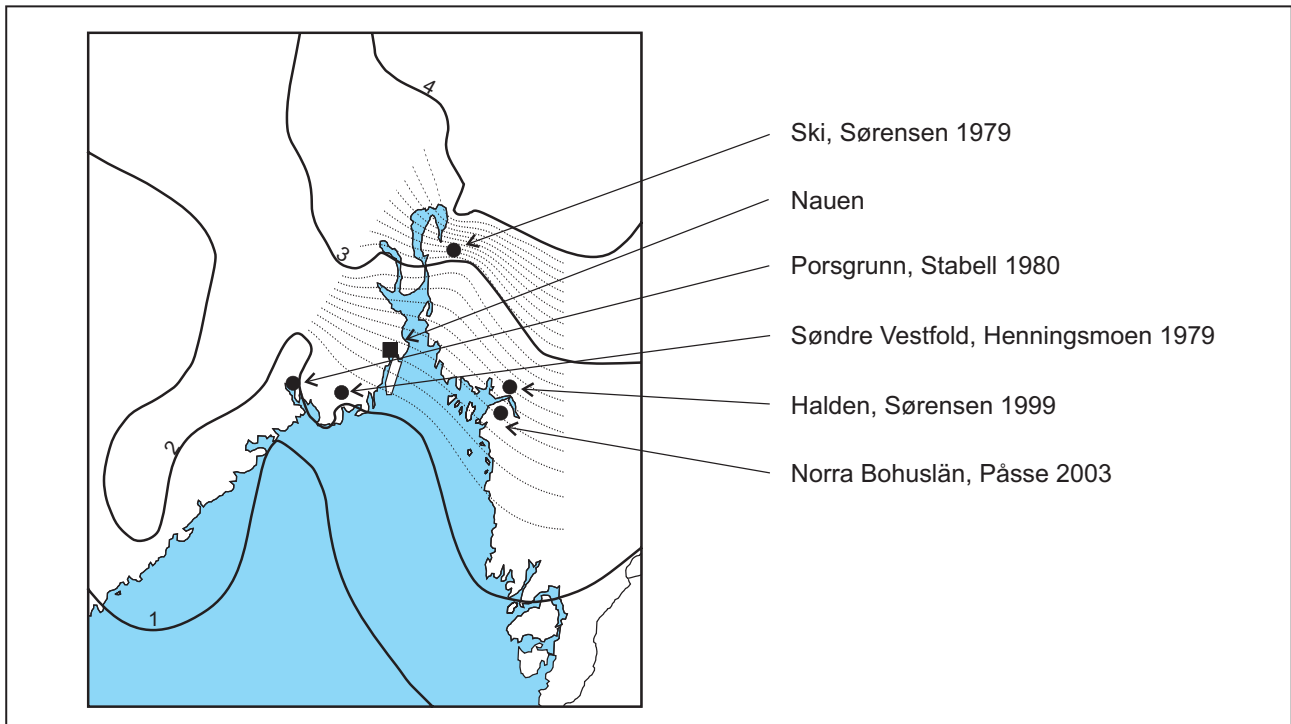 4
3
2
1
Ski, Sørensen 1979
Nauen
Porsgrunn, Stabell 1980
Søndre Vestfold, Henningsmoen 1979
Halden, Sørensen 1999
Norra Bohuslän, Påsse 2003